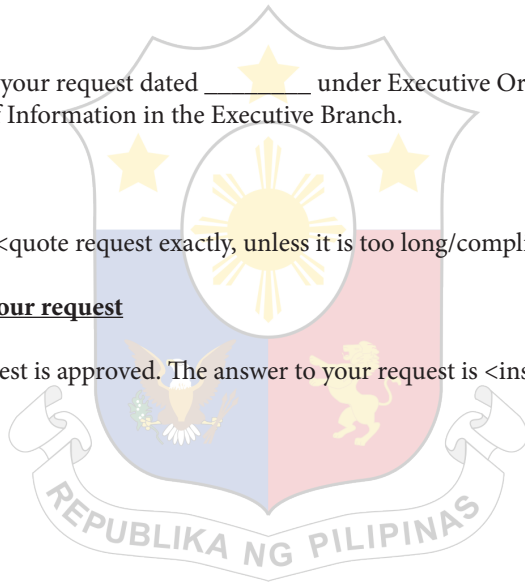 your request dated ________ under Executive Or
f Information in the Executive Branch.
<quote request exactly, unless it is too long/compli
our request
est is approved. The answer to your request is <ins
REPUBLIKA NG PILIPINAS